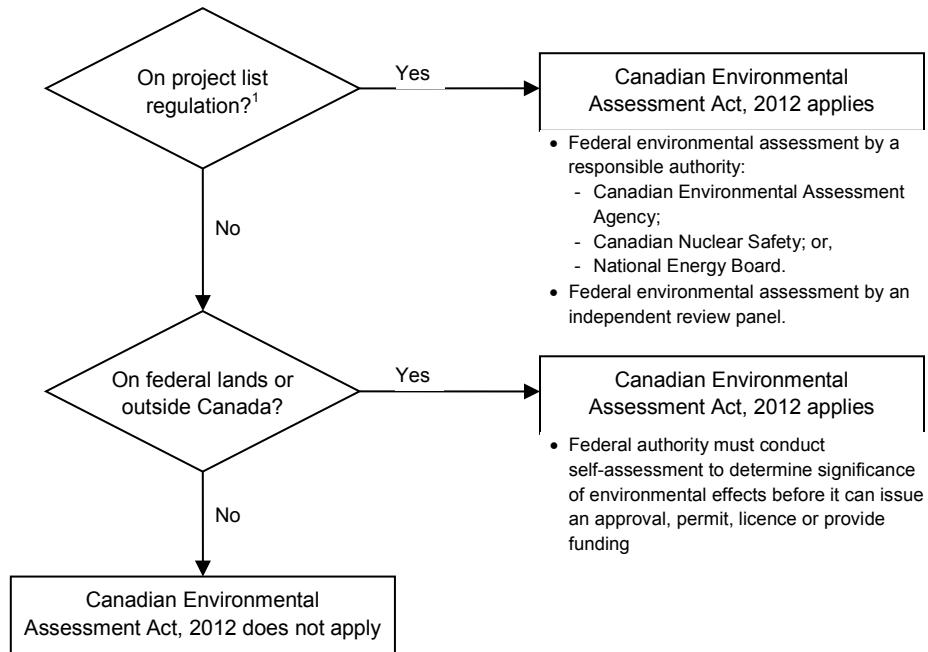 On project list
regulation?¹
Yes
Canadian Environmental
Assessment Act, 2012 applies
• Federal environmental assessment by a
responsible authority:
- Canadian Environmental Assessment
Agency;
- Canadian Nuclear Safety; or,
- National Energy Board.
• Federal environmental assessment by an
independent review panel.
No
On federal lands or
outside Canada?
Yes
Canadian Environmental
Assessment Act, 2012 applies
• Federal authority must conduct
self-assessment to determine significance
of environmental effects before it can issue
an approval, permit, licence or provide
funding
No
Canadian Environmental
Assessment Act, 2012 does not apply